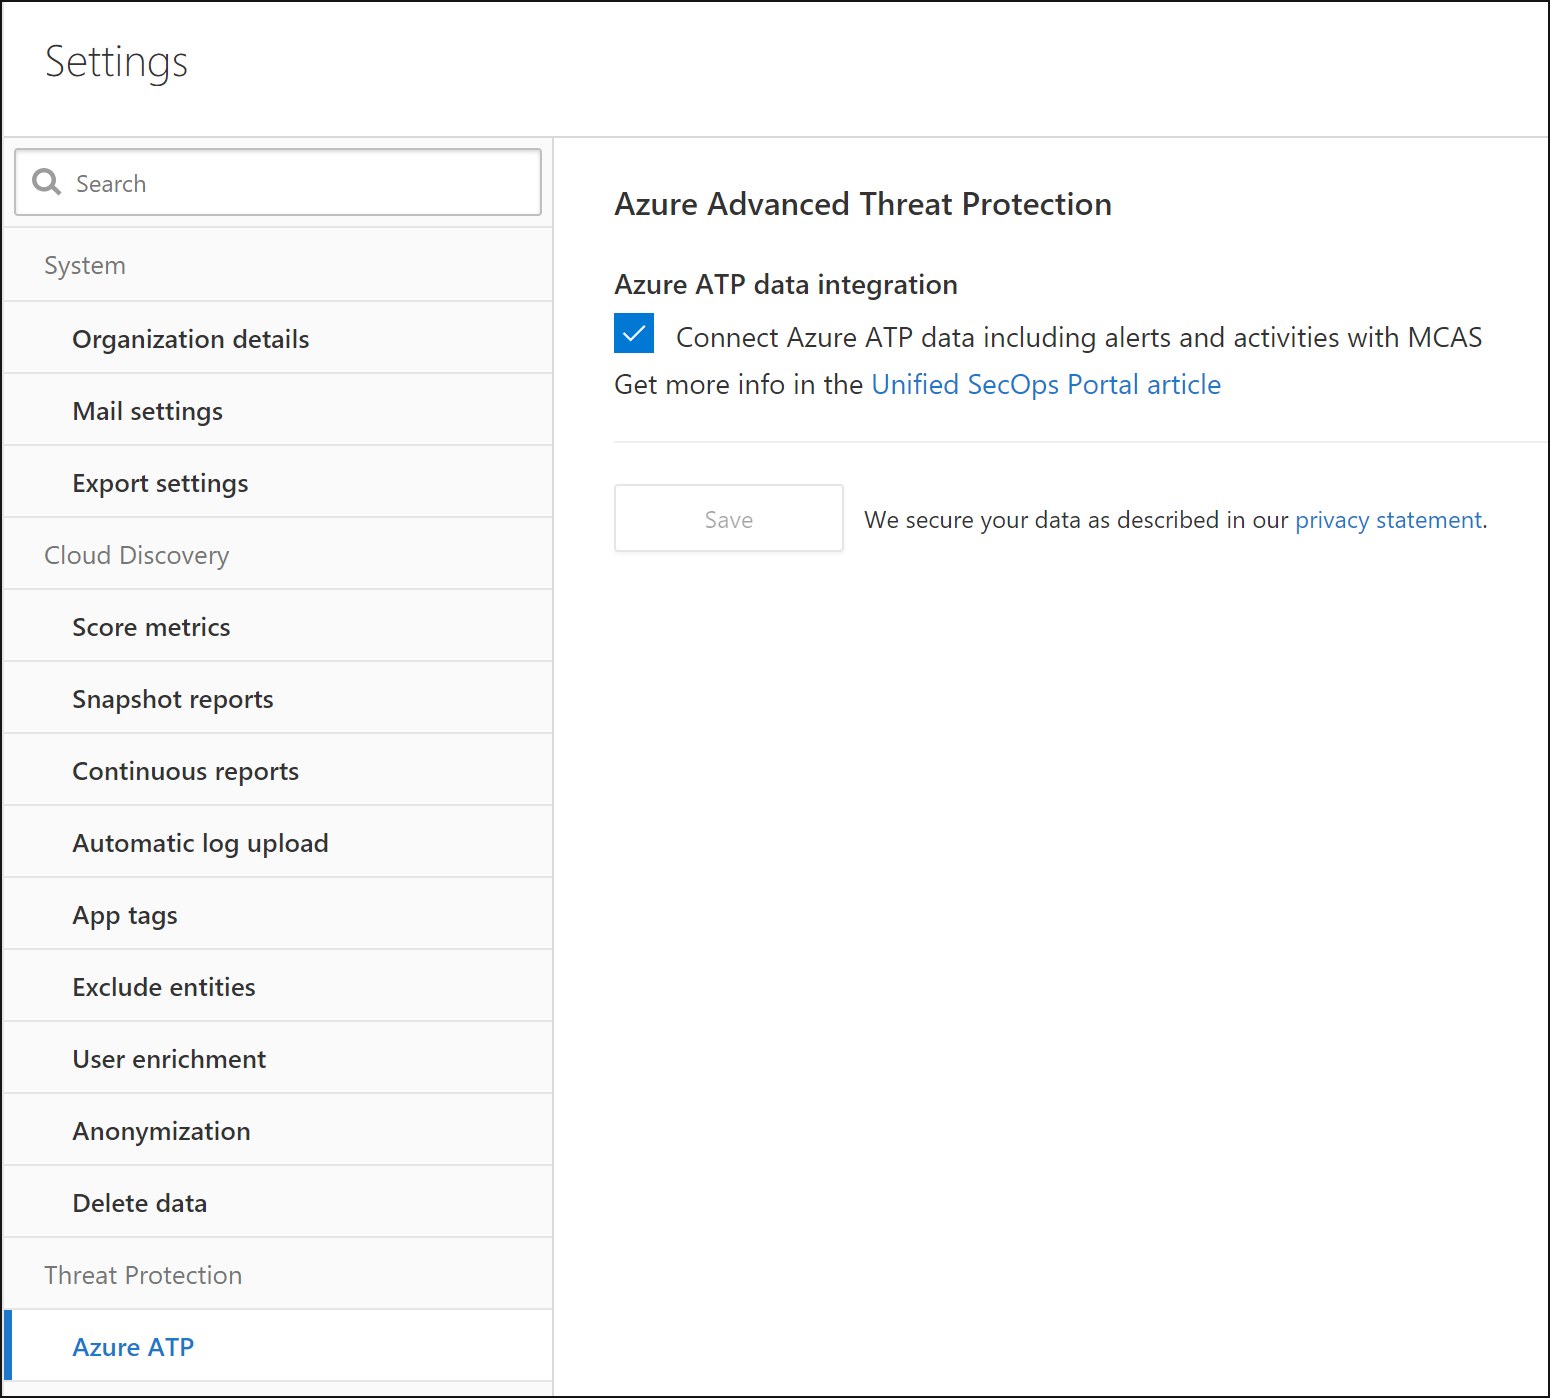 Settings
Search
System
Organization details
Mail settings
Export settings
Cloud Discovery
Score metrics
Snapshot reports
Continuous reports
Automatic log upload
App tags
Exclude entities
User enrichment
Anonymization
Delete data
Threat Protection
Azure ATP
Azure Advanced Threat Protection
Azure ATP data integration
Connect Azure ATP data including alerts and activities with MCAS
Get more info in the Unified SecOps Portal article
Save
We secure your data as described in our privacy statement.